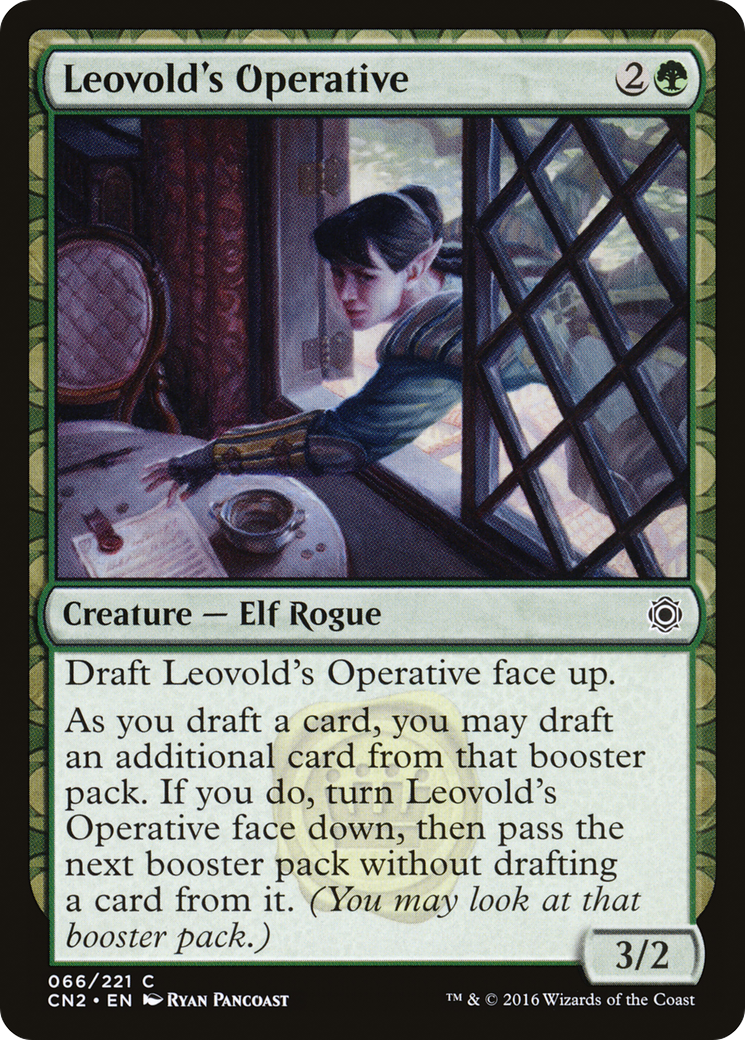 Leovold's Operative 2
Creature — Elf Rogue
Draft Leovold's Operative face up.
As you draft a card, you may draft
an additional card from that booster
pack. If you do, turn Leovold's
Operative face down, then pass the
next booster pack without drafting
a card from it. (You may look at that
booster pack.)
3/2
066/221 C
CN2 • EN Ryan Pancoast
™ & © 2016 Wizards of the Coast